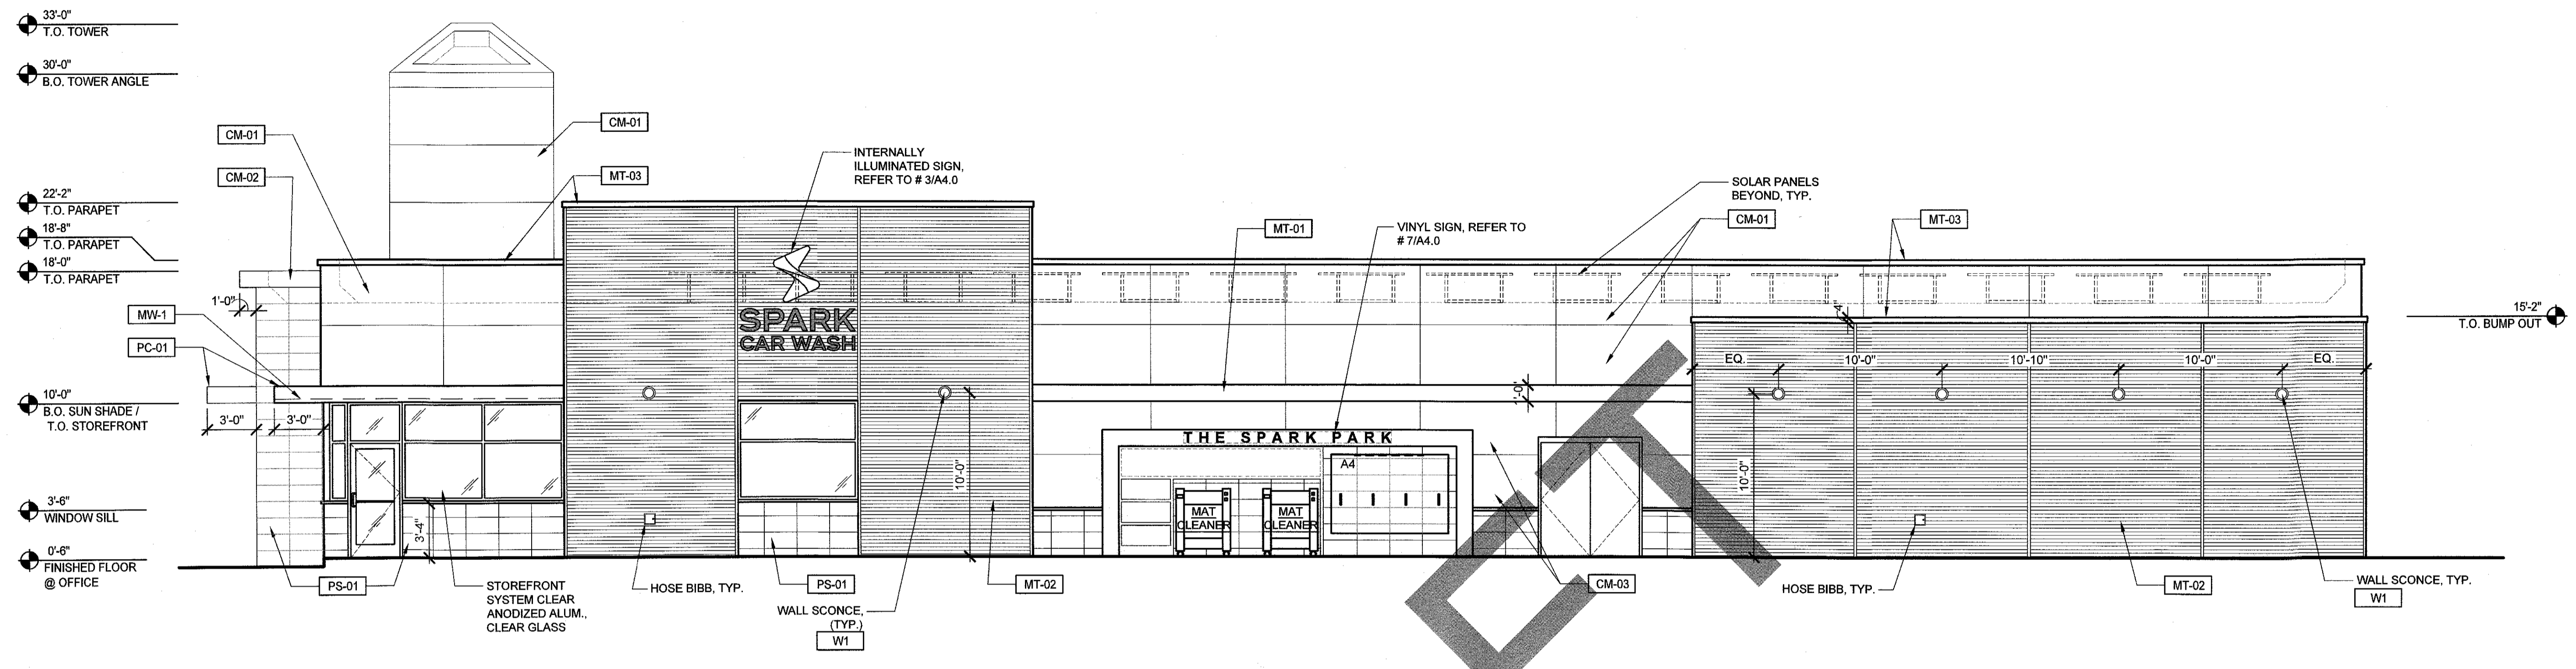 33'-0"
T.O. TOWER
30'-0"
B.O. TOWER ANGLE
22'-2"
T.O. PARAPET
18'-8"
T.O. PARAPET
18'-0"
T.O. PARAPET
10'-0"
B.O. SUN SHADE /
T.O. STOREFRONT
3'-6"
WINDOW SILL
0'-6"
FINISHED FLOOR
@ OFFICE
CM-01
CM-02
1'-0"
MW-1
PC-01
3'-0"
3'-0"
PS-01
3'-4"
STOREFRONT
SYSTEM CLEAR
ANODIZED ALUM.,
CLEAR GLASS
CM-01
MT-03
INTERNALLY
ILLUMINATED SIGN,
REFER TO # 3/A4.0
SPARK
CAR WASH
10'-0"
HOSE BIBB, TYP.
PS-01
WALL SCONCE,
(TYP.)
W1
MT-02
MT-01
VINYL SIGN, REFER TO
# 7/A4.0
THE SPARK PARK
A4
MAT
CLEANER
MAT
CLEANER
1'-0"
CM-03
SOLAR PANELS
BEYOND, TYP.
CM-01
MT-03
4"
EQ.
10'-0"
10'-10"
10'-0"
EQ.
10'-0"
HOSE BIBB, TYP.
MT-02
WALL SCONCE, TYP.
W1
15'-2"
T.O. BUMP OUT